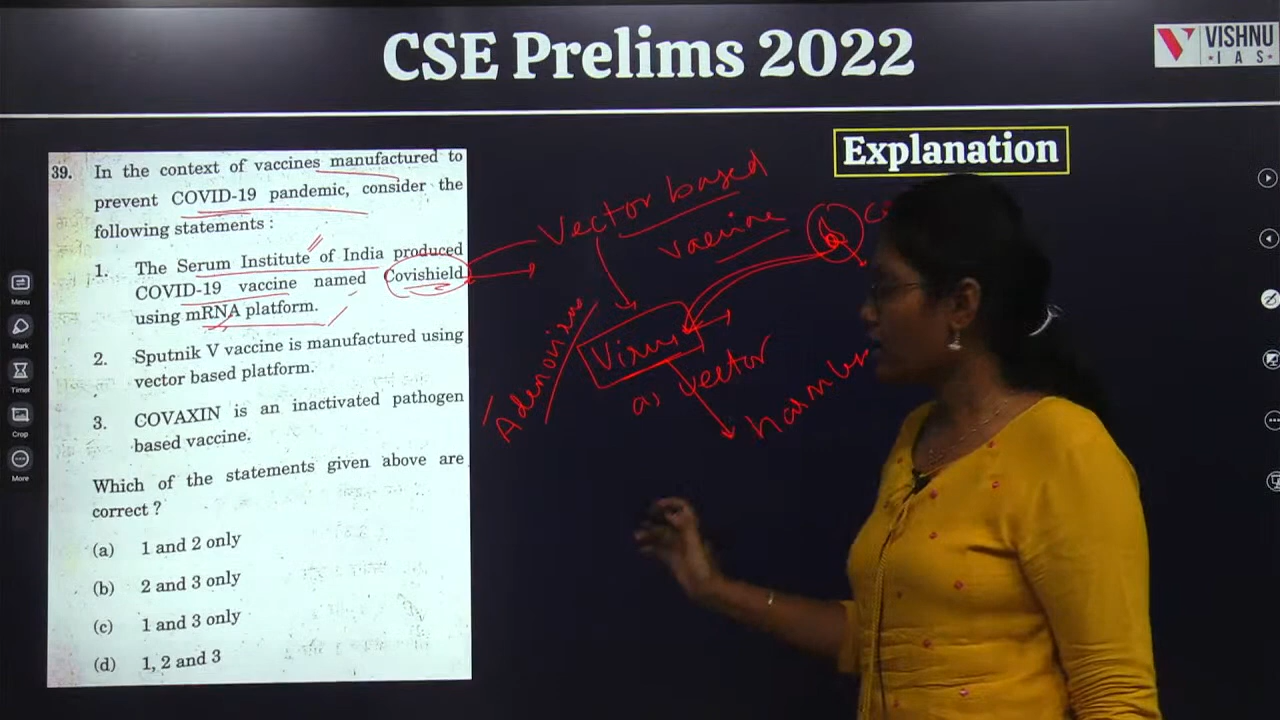 CSE Prelims 2022
VISHNU
IAS
Explanation
39. In the context of vaccines manufactured to
prevent COVID-19 pandemic, consider the
following statements :
1. The Serum Institute of India produced
COVID-19 vaccine named Covishield
using mRNA platform.
2. Sputnik V vaccine is manufactured using
vector based platform.
3. COVAXIN is an inactivated pathogen
based vaccine.
Which of the statements given above are
correct ?
(a) 1 and 2 only
(b) 2 and 3 only
(c) 1 and 3 only
(d) 1, 2 and 3
Vector based
vaccine
Adenovirus
Virus
as vector
Menu
Mark
Timer
Crop
More